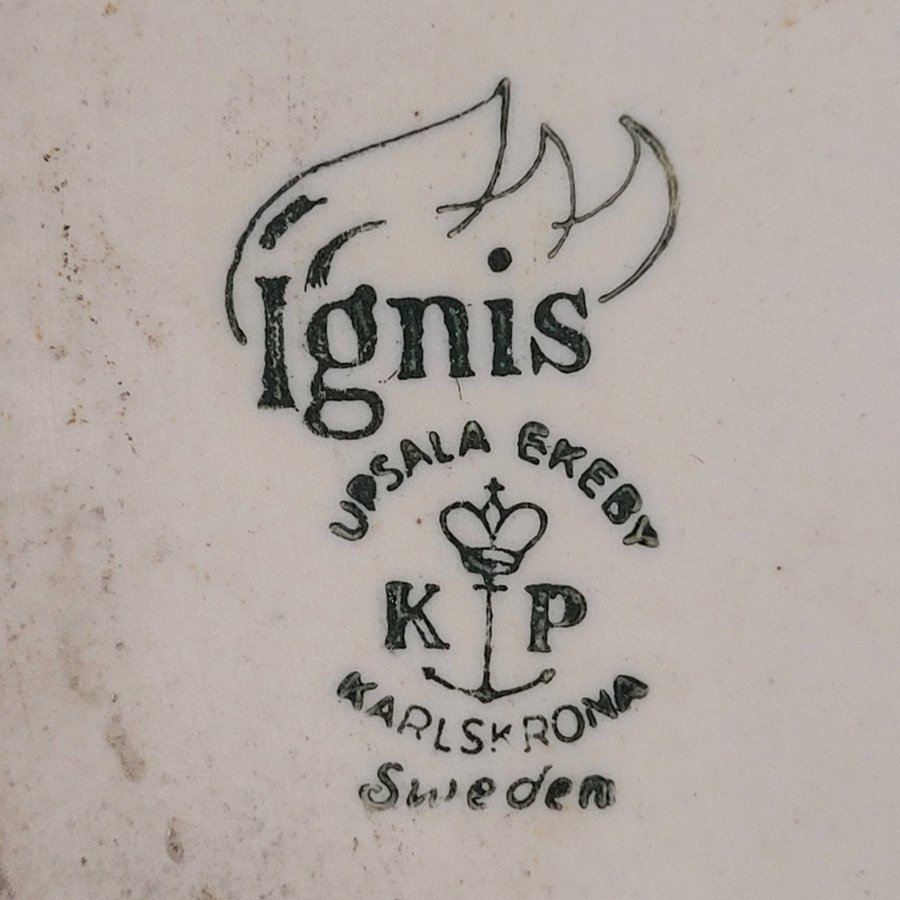 Ignis
UPSALA EKEBY
K P
KARLSKRONA
Sweden